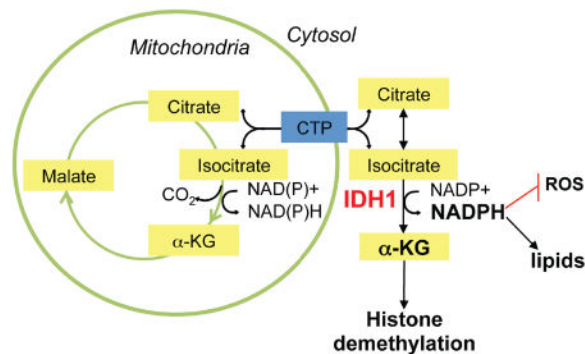 Mitochondria
Cytosol
Citrate
CTP
Citrate
Malate
Isocitrate
Isocitrate
CO2
NAD(P)+
NAD(P)H
IDH1
NADP+
NADPH
ROS
α-KG
α-KG
lipids
Histone
demethylation